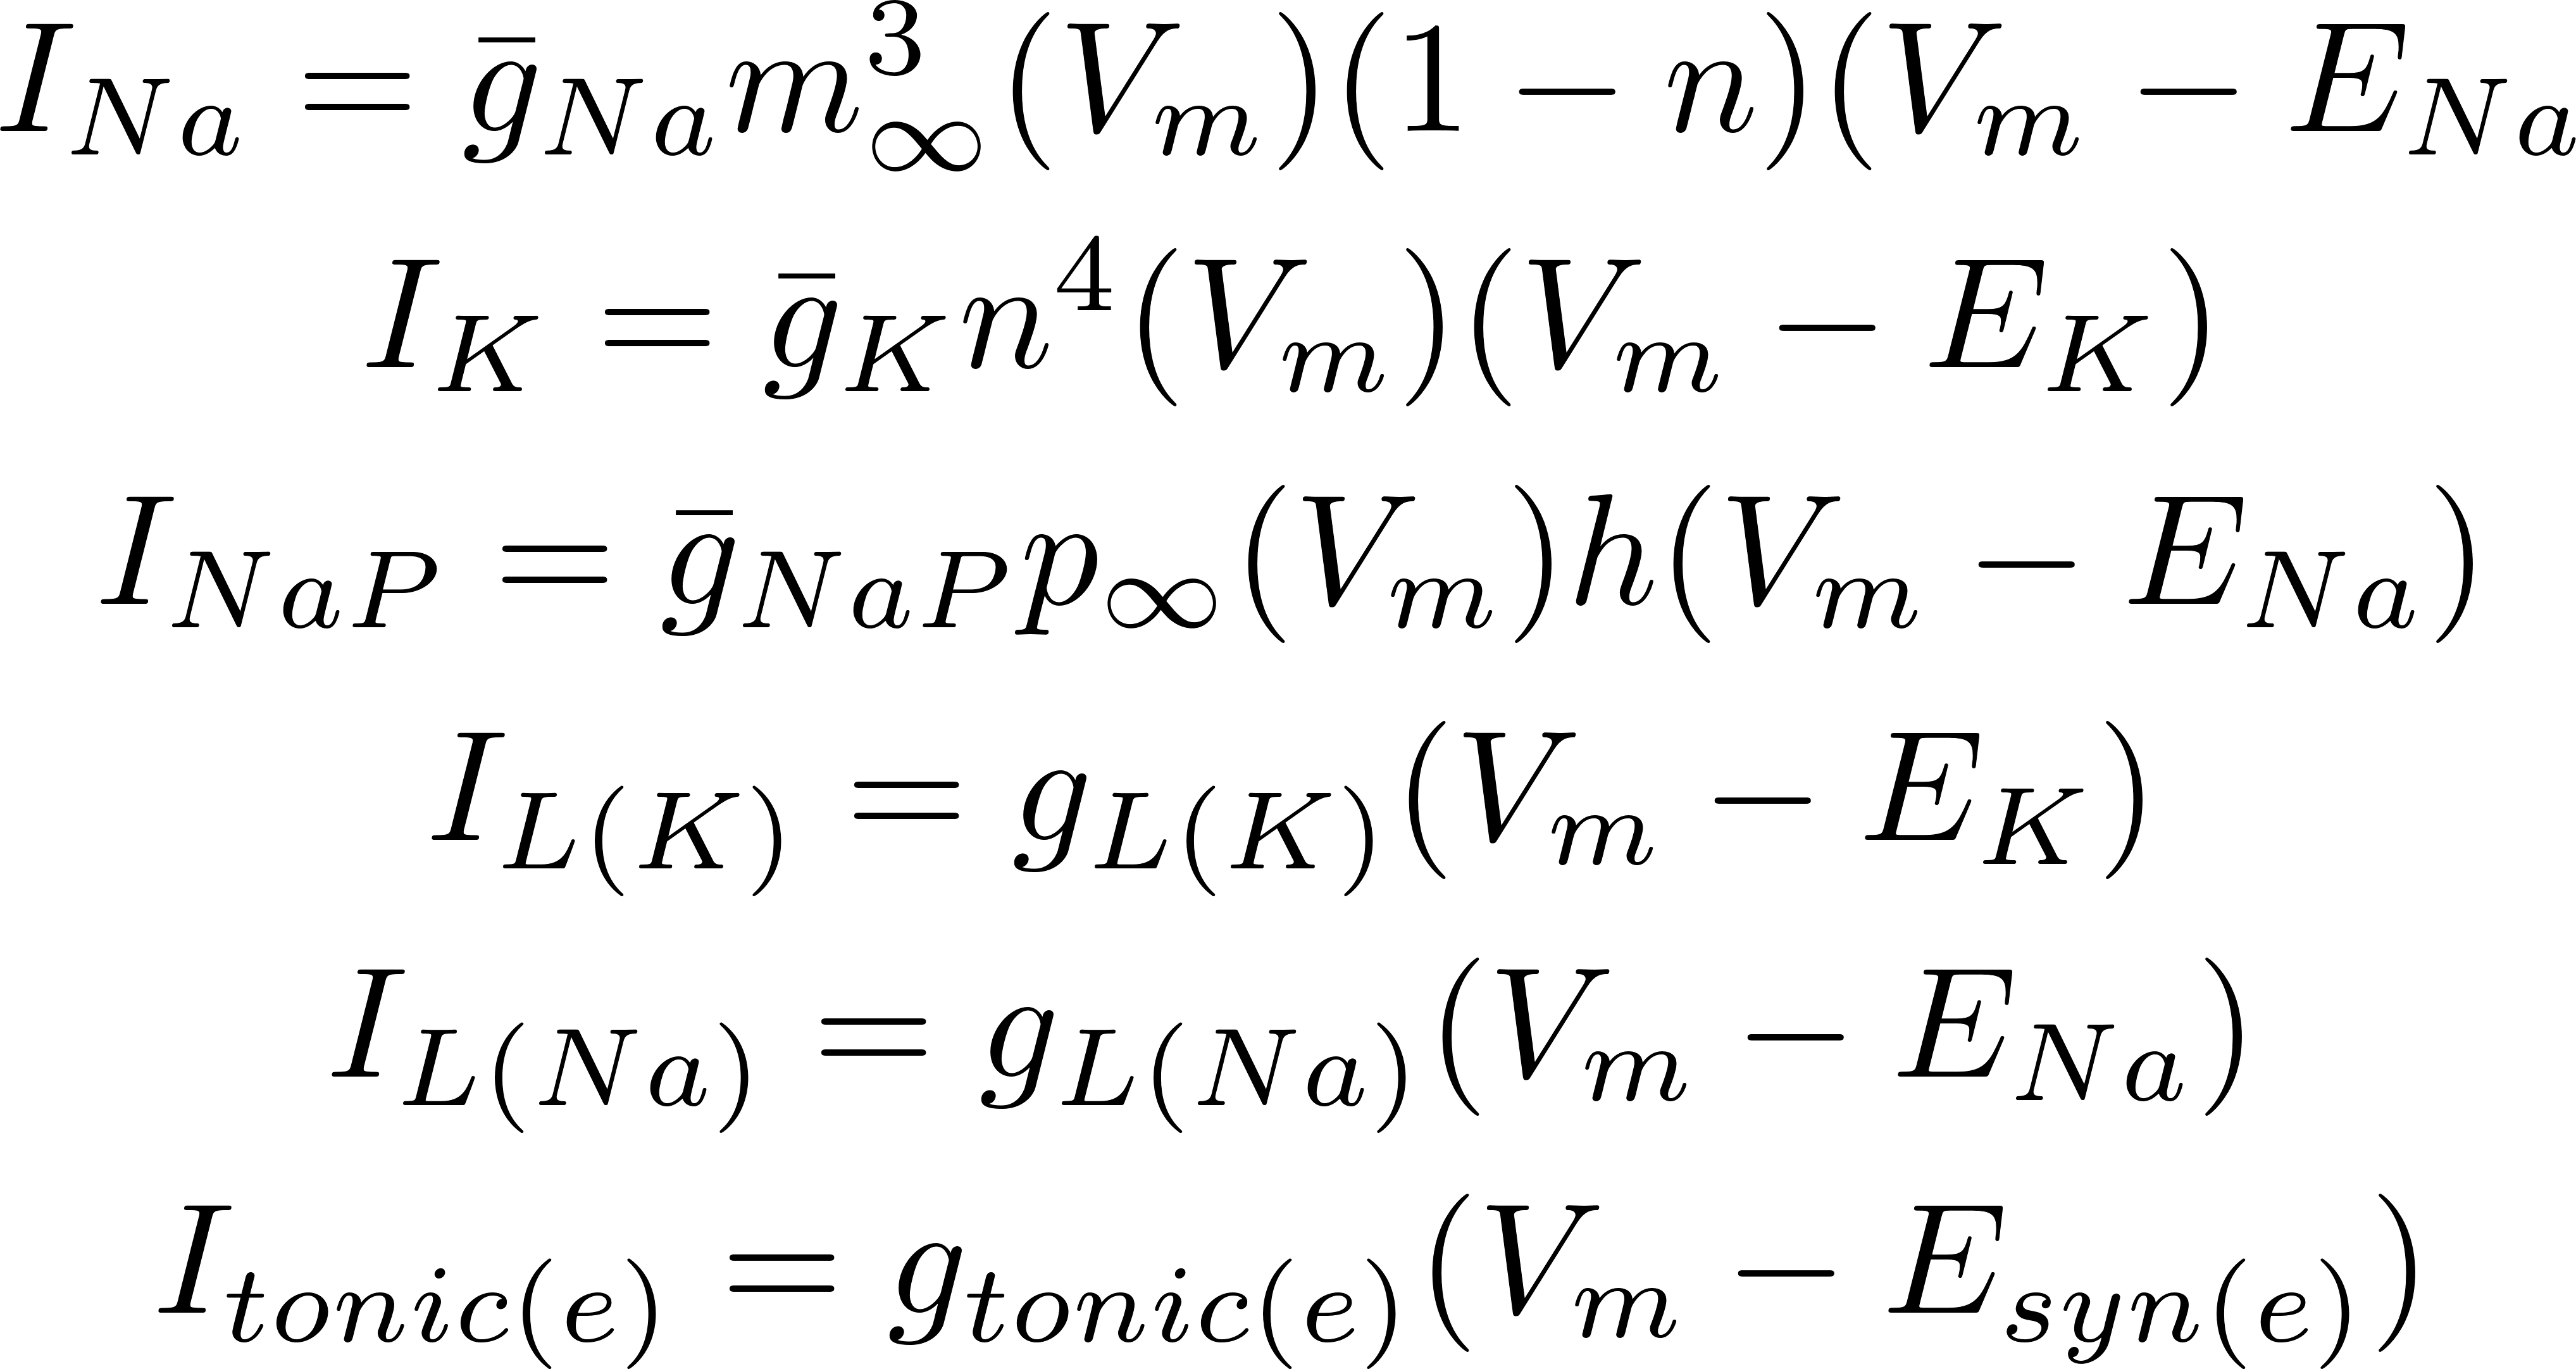 I_{Na} = \bar{g}_{Na} m_{\infty}^{3} (V_m)(1 - n)(V_m - E_{Na}
I_K = \bar{g}_K n^4 (V_m)(V_m - E_K)
I_{NaP} = \bar{g}_{NaP} p_{\infty} (V_m) h (V_m - E_{Na})
I_{L(K)} = g_{L(K)} (V_m - E_K)
I_{L(Na)} = g_{L(Na)} (V_m - E_{Na})
I_{tonic(e)} = g_{tonic(e)} (V_m - E_{syn(e)})